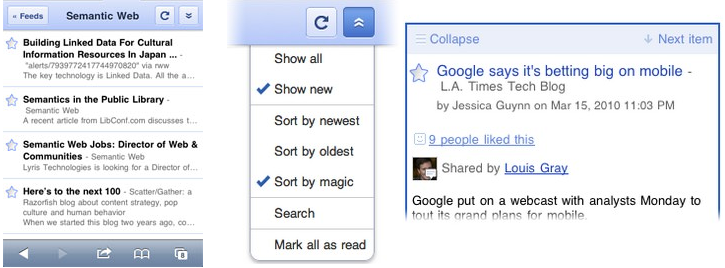 « Feeds
Semantic Web
Building Linked Data For Cultural
Information Resources In Japan ... -
"alerts/7939772417744970820" via rww
The key technology is Linked Data. All the a...
Semantics in the Public Library -
Semantic Web
A recent article from LibConf.com discusses t...
Semantic Web Jobs: Director of Web &
Communities - Semantic Web
Lyris Technologies is looking for a Director of...
Here's to the next 100 - Scatter/Gather: a
Razorfish blog about content strategy, pop
culture and human behavior
When we started this blog two years ago, co...
8
Show all
Show new
Sort by newest
Sort by oldest
Sort by magic
Search
Mark all as read
Collapse
Next item
Google says it's betting big on mobile -
L.A. Times Tech Blog
by Jessica Guynn on Mar 15, 2010 11:03 PM
9 people liked this
Shared by Louis Gray
Google put on a webcast with analysts Monday to
tout its grand plans for mobile.